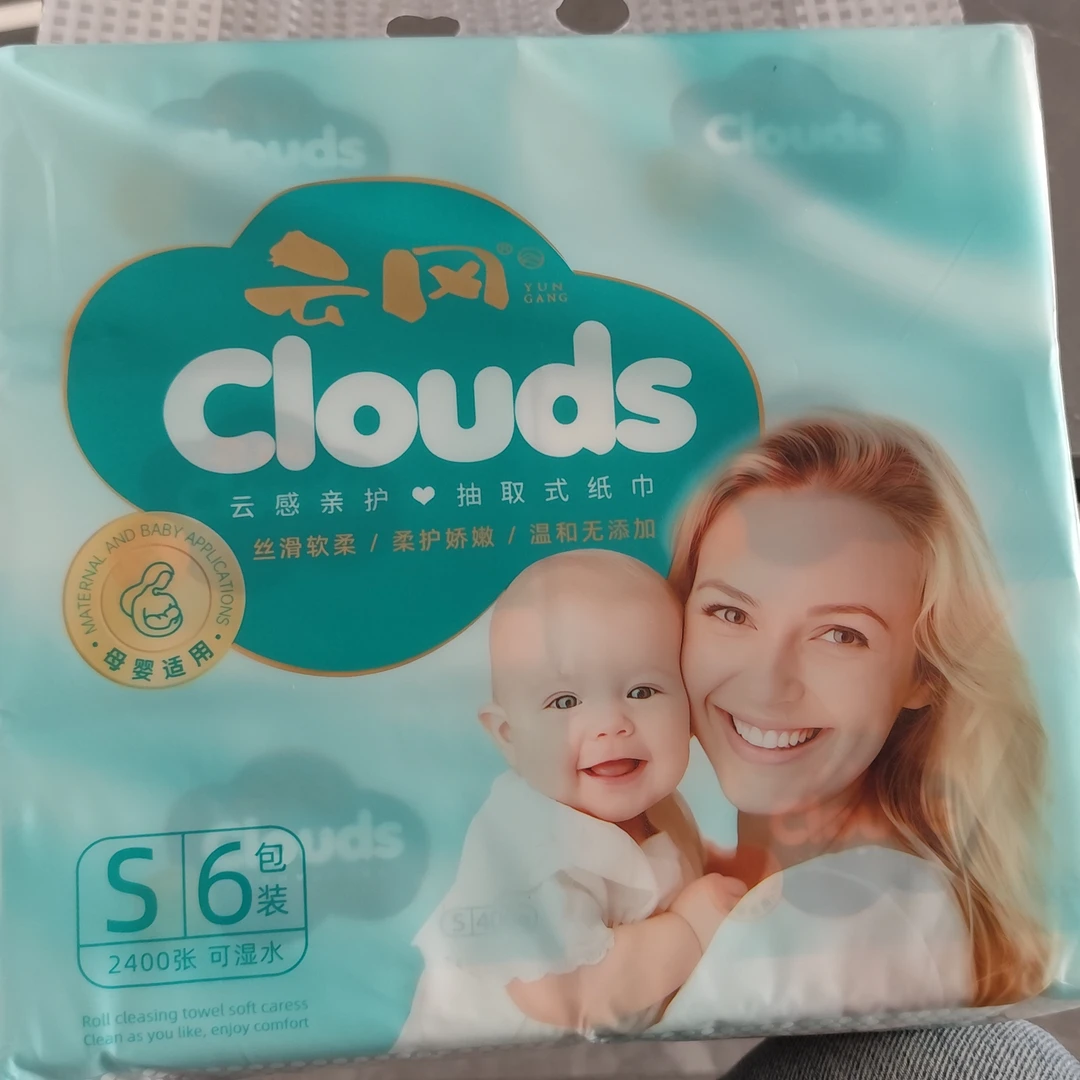 Clouds
Clouds
云冈®
YUN
GANG
Clouds
云感亲护♥抽取式纸巾
丝滑软柔 / 柔护娇嫩 / 温和无添加
MATERNAL AND BABY APPLICATIONS
母婴适用
Clouds
S 6包装
2400张 可湿水
Roll cleasing towel soft caress
Clean as you like, enjoy comfort